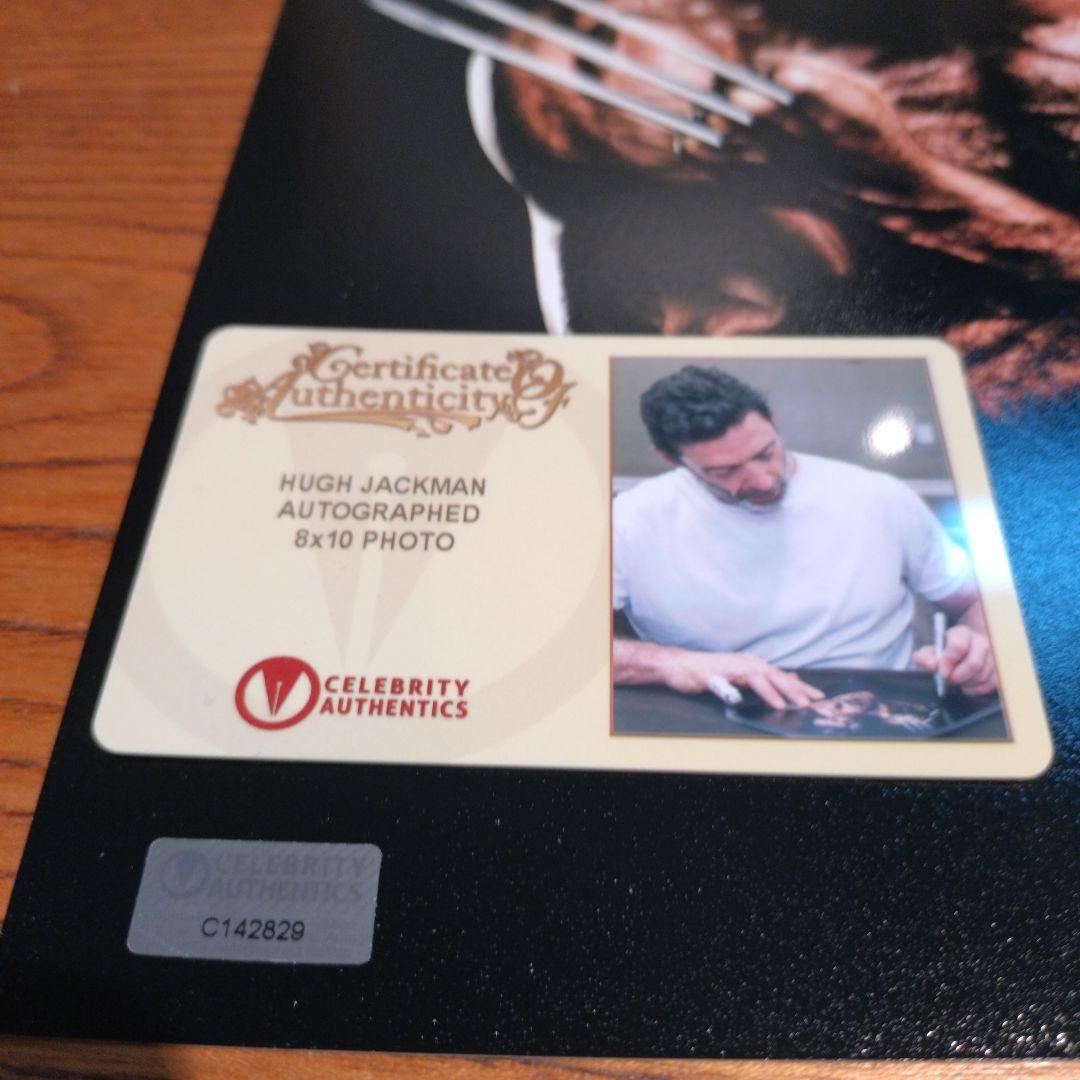 Certificate Of
Authenticity
HUGH JACKMAN
AUTOGRAPHED
8x10 PHOTO
CELEBRITY
AUTHENTICS
CELEBRITY
AUTHENTICS
C142829